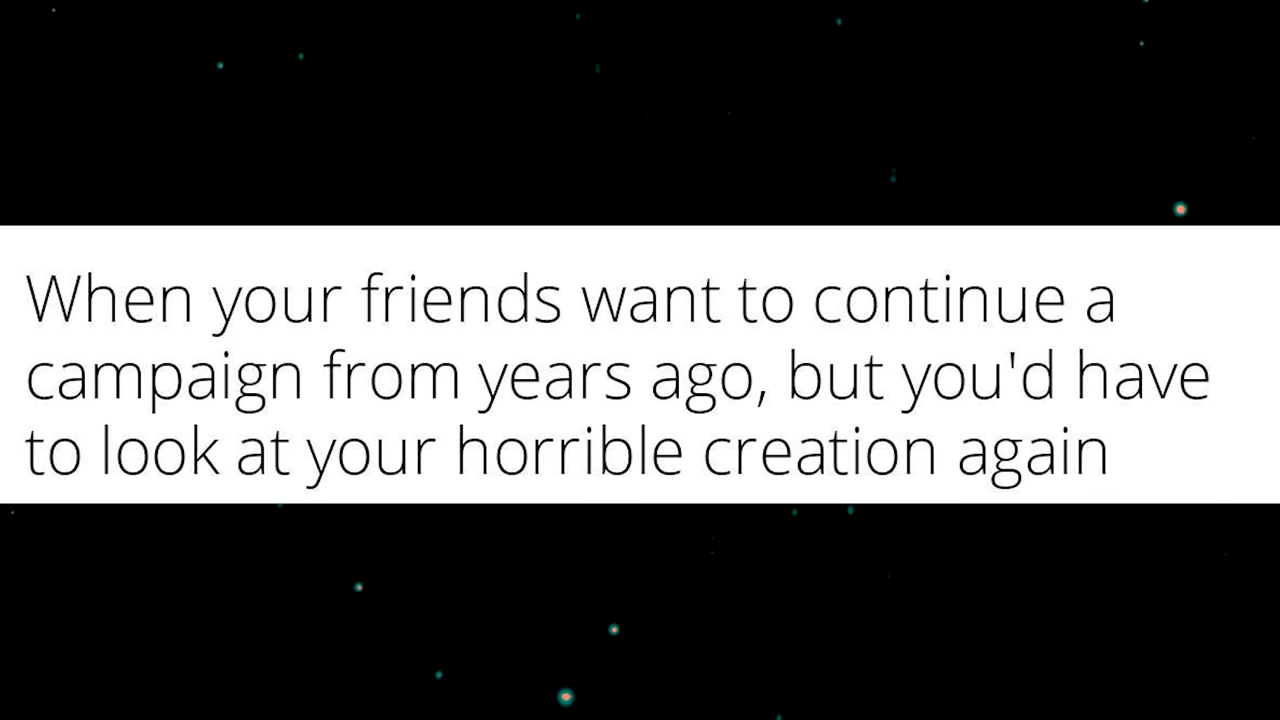 When your friends want to continue a
campaign from years ago, but you'd have
to look at your horrible creation again